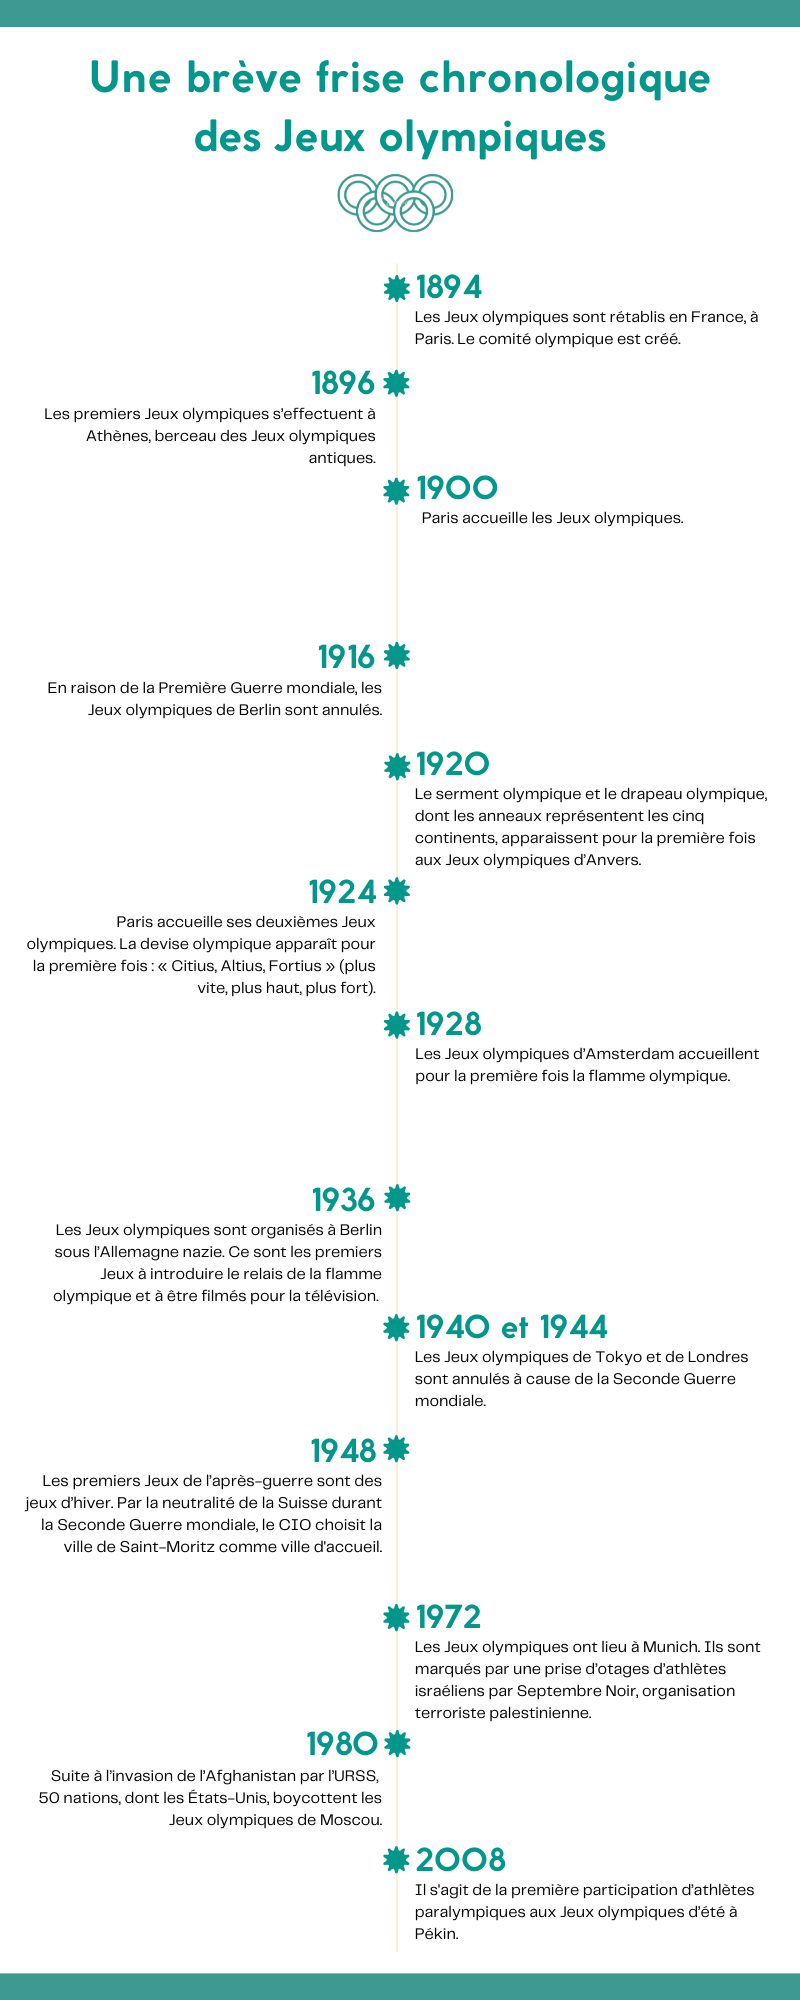 Une brève frise chronologique
des Jeux olympiques
1894
Les Jeux olympiques sont rétablis en France, à
Paris. Le comité olympique est créé.
1896
Les premiers Jeux olympiques s'effectuent à
Athènes, berceau des Jeux olympiques
antiques.
1900
Paris accueille les Jeux olympiques.
1916
En raison de la Première Guerre mondiale, les
Jeux olympiques de Berlin sont annulés.
1920
Le serment olympique et le drapeau olympique,
dont les anneaux représentent les cinq
continents, apparaissent pour la première fois
aux Jeux olympiques d'Anvers.
1924
Paris accueille ses deuxièmes Jeux
olympiques. La devise olympique apparaît pour
la première fois : « Citius, Altius, Fortius » (plus
vite, plus haut, plus fort).
1928
Les Jeux olympiques d'Amsterdam accueillent
pour la première fois la flamme olympique.
1936
Les Jeux olympiques sont organisés à Berlin
sous l'Allemagne nazie. Ce sont les premiers
Jeux à introduire le relais de la flamme
olympique et à être filmés pour la télévision.
1940 et 1944
Les Jeux olympiques de Tokyo et de Londres
sont annulés à cause de la Seconde Guerre
mondiale.
1948
Les premiers Jeux de l'après-guerre sont des
jeux d'hiver. Par la neutralité de la Suisse durant
la Seconde Guerre mondiale, le CIO choisit la
ville de Saint-Moritz comme ville d'accueil.
1972
Les Jeux olympiques ont lieu à Munich. Ils sont
marqués par une prise d'otages d'athlètes
israéliens par Septembre Noir, organisation
terroriste palestinienne.
1980
Suite à l'invasion de l'Afghanistan par l'URSS,
50 nations, dont les États-Unis, boycottent les
Jeux olympiques de Moscou.
2008
Il s'agit de la première participation d'athlètes
paralympiques aux Jeux olympiques d'été à
Pékin.